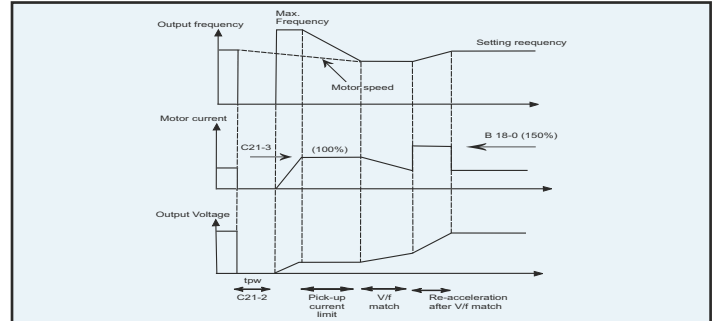 Max.
Frequency
Output frequency
Setting reequency
Motor speed
Motor current
C21-3
(100%)
B 18-0 (150%)
Output Voltage
tpw
C21-2
Pick-up
current
limit
V/f
match
Re-acceleration
after V/f match